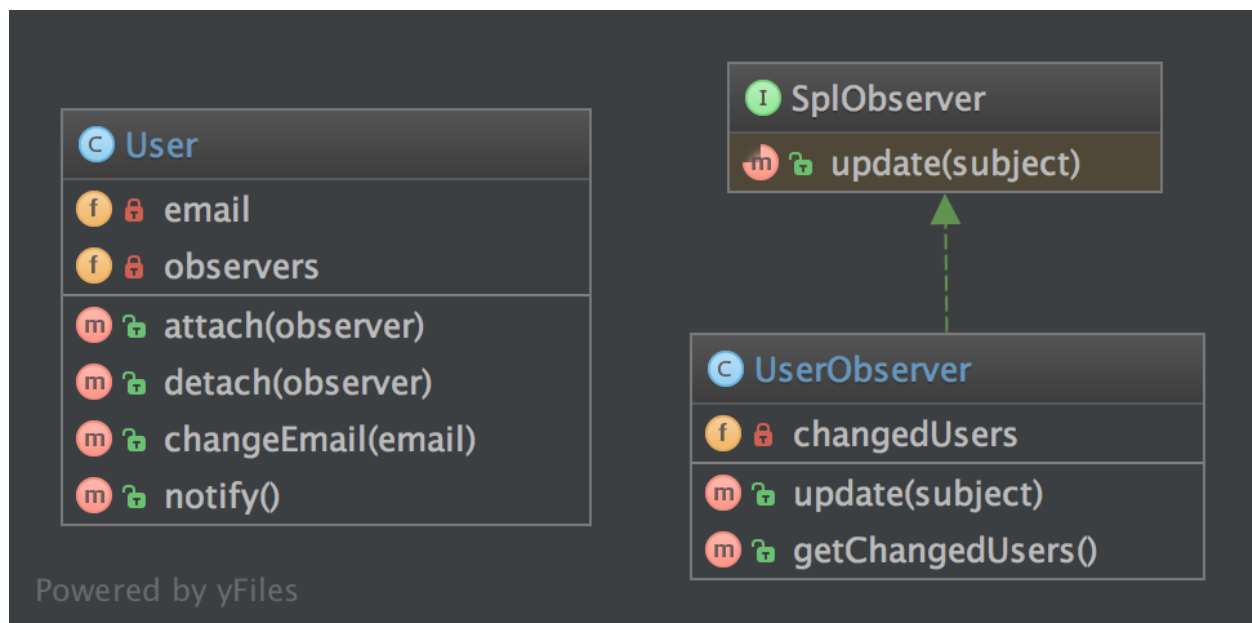 User
email
observers
attach(observer)
detach(observer)
changeEmail(email)
notify()
SplObserver
update(subject)
UserObserver
changedUsers
update(subject)
getChangedUsers()
Powered by yFiles